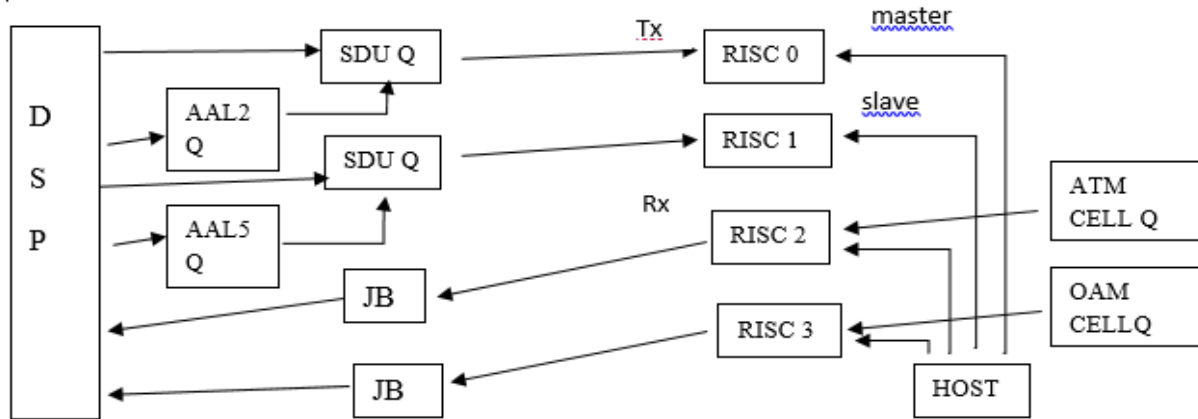 master
Tx
SDU Q
RISC 0
D
S
P
AAL2
Q
slave
SDU Q
RISC 1
ATM
CELL Q
AAL5
Q
Rx
RISC 2
JB
OAM
CELLQ
RISC 3
JB
HOST